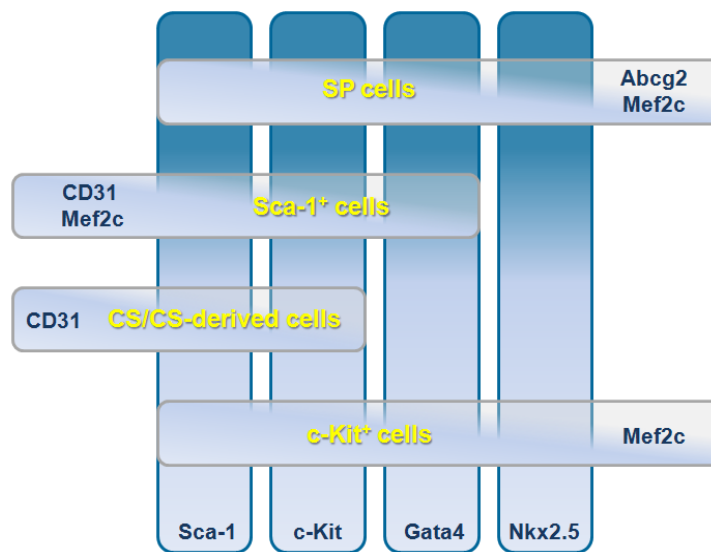 SP cells
Abcg2
Mef2c
CD31
Mef2c
Sca-1⁺ cells
CD31
CS/CS-derived cells
c-Kit⁺ cells
Mef2c
Sca-1
c-Kit
Gata4
Nkx2.5